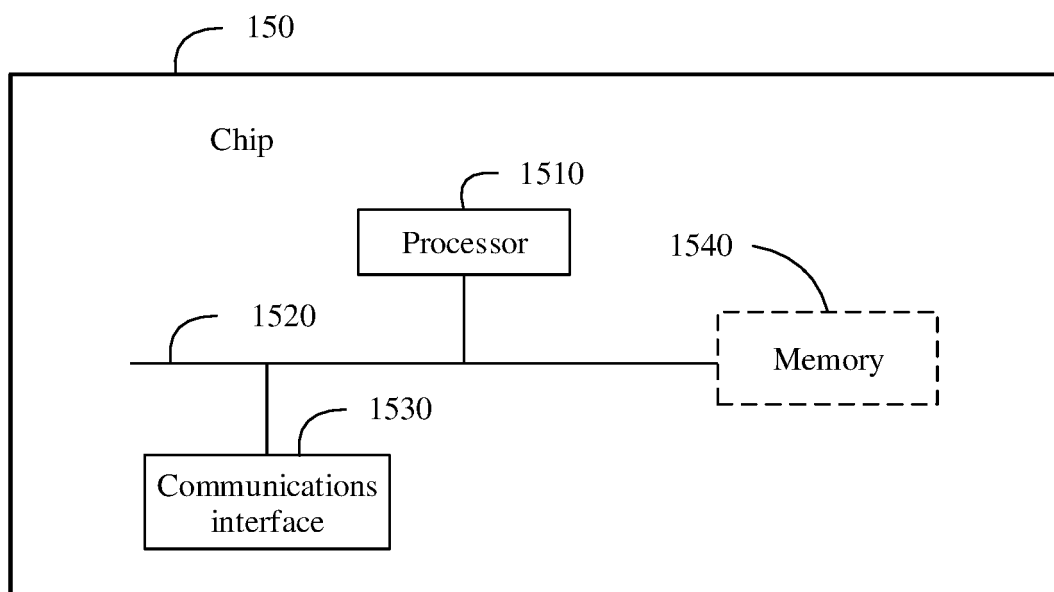 150
Chip
1510
Processor
1540
1520
Memory
1530
Communications
interface